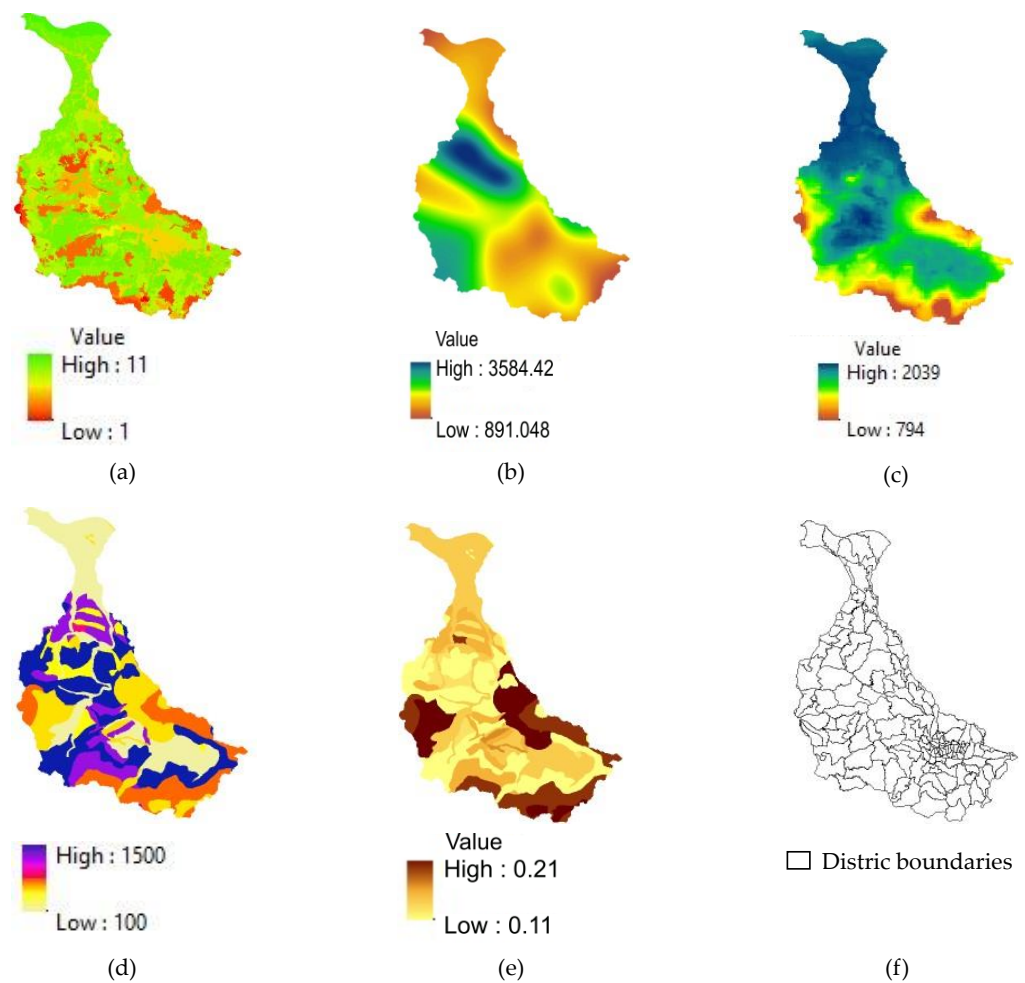 Value
High : 11
Low : 1
(a)
Value
High : 3584.42
Low : 891.048
(b)
Value
High : 2039
Low : 794
(c)
High : 1500
Low : 100
(d)
Value
High : 0.21
Low : 0.11
(e)
Distric boundaries
(f)